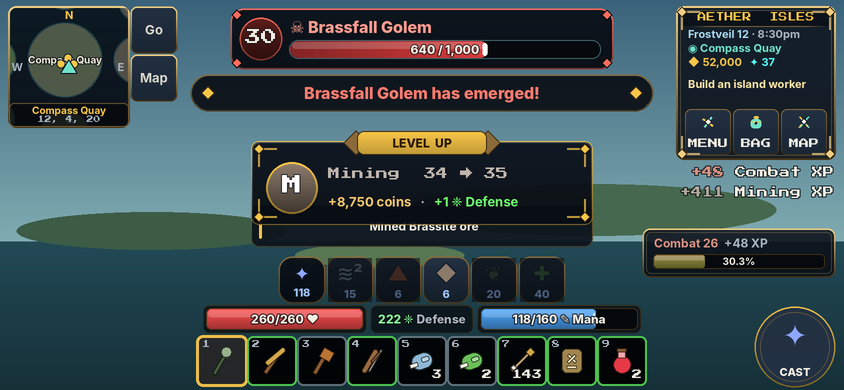 N
W
E
Compass Quay
Compass Quay
12, 4, 20
Go
Map
30
☠ Brassfall Golem
640 / 1,000
Brassfall Golem has emerged!
AETHER ISLES
Frostveil 12 · 8:30pm
◉ Compass Quay
◆ 52,000 ✦ 37
Build an island worker
MENU
BAG
MAP
+48 Combat XP
+411 Mining XP
LEVEL UP
M
Mining 34 ➡ 35
+8,750 coins · +1 ❈ Defense
Mined Brassite ore
Combat 26 +48 XP
30.3%
118
2
15
6
6
20
40
260/260 ♥
222 ❈ Defense
118/160 ✎ Mana
1
2
3
4
5
3
6
2
7
143
8
9
2
CAST